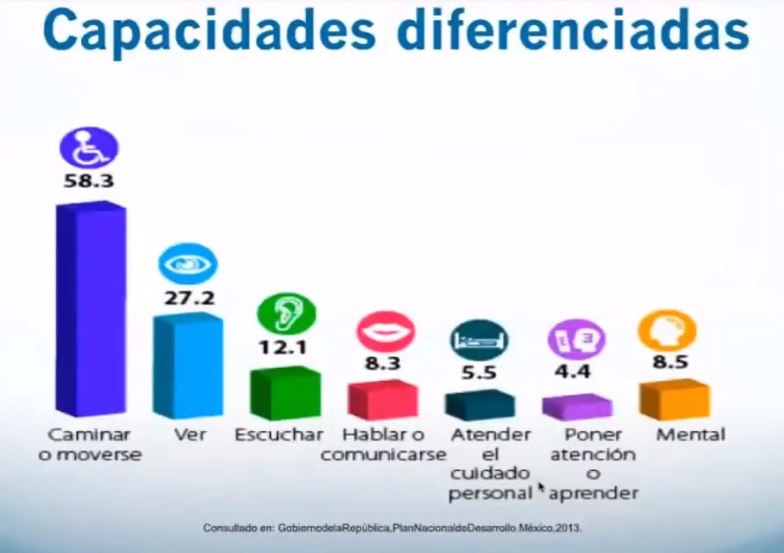 Capacidades diferenciadas
58.3
27.2
12.1
8.3
5.5
4.4
8.5
Caminar
o moverse
Ver
Escuchar
Hablar o
comunicarse
Atender
el
cuidado
personal
Poner
atención
o
aprender
Mental
Consultado en: GobiernodelaRepública,PlanNacionaldeDesarrollo.México,2013.